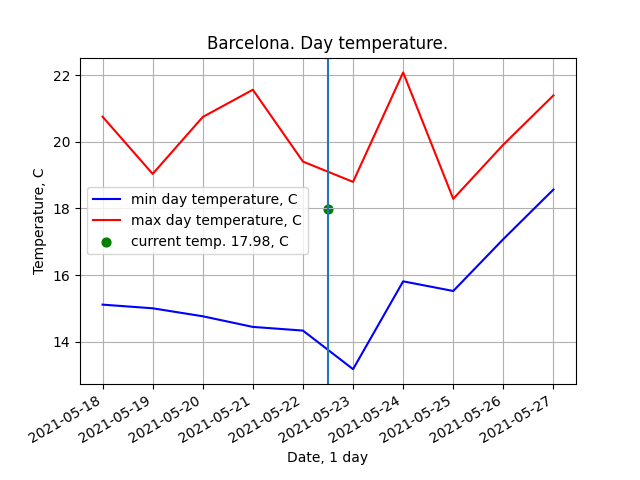 Barcelona. Day temperature.
22
20
18
16
14
Temperature, C
min day temperature, C
max day temperature, C
current temp. 17.98, C
2021-05-18
2021-05-19
2021-05-20
2021-05-21
2021-05-22
2021-05-23
2021-05-24
2021-05-25
2021-05-26
2021-05-27
Date, 1 day